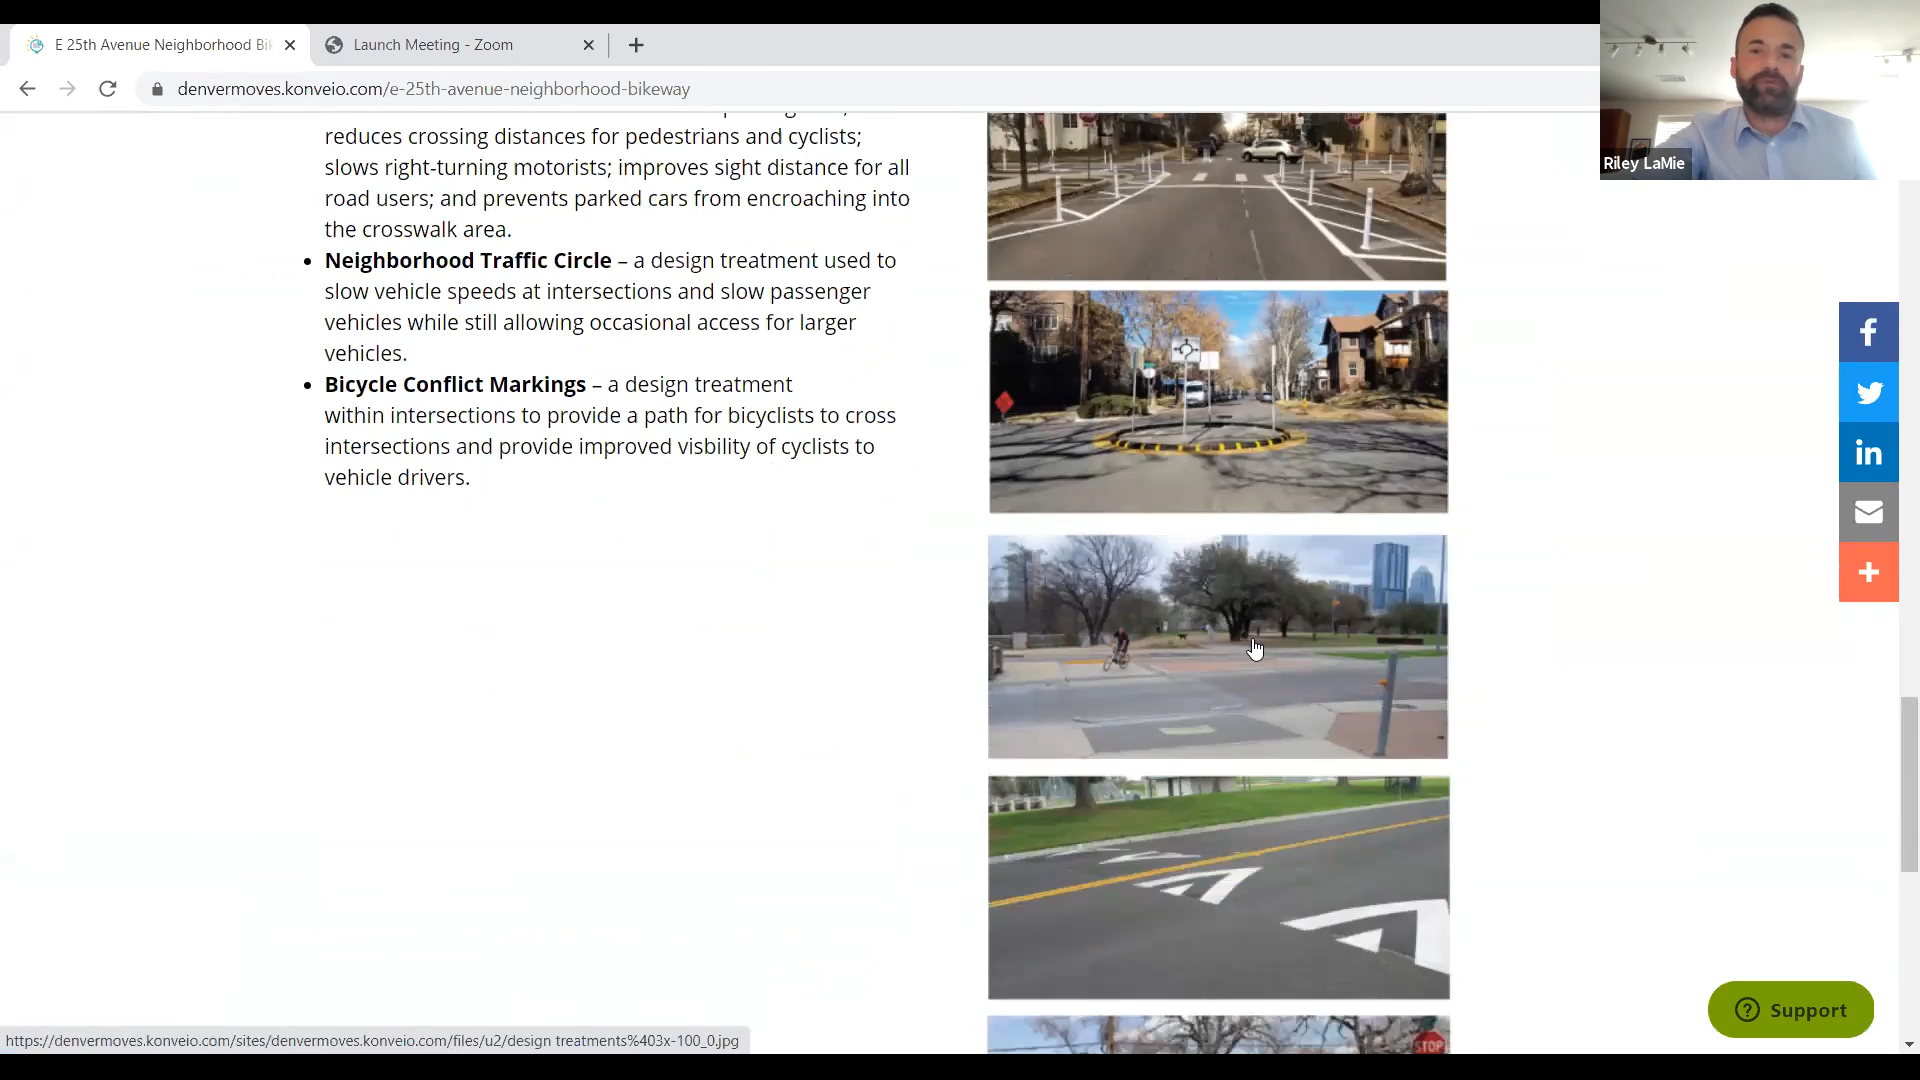 E 25th Avenue Neighborhood Bi
Launch Meeting - Zoom
denvermoves.konveio.com/e-25th-avenue-neighborhood-bikeway
Riley LaMie
reduces crossing distances for pedestrians and cyclists;
slows right-turning motorists; improves sight distance for all
road users; and prevents parked cars from encroaching into
the crosswalk area.
• Neighborhood Traffic Circle – a design treatment used to
slow vehicle speeds at intersections and slow passenger
vehicles while still allowing occasional access for larger
vehicles.
• Bicycle Conflict Markings – a design treatment
within intersections to provide a path for bicyclists to cross
intersections and provide improved visbility of cyclists to
vehicle drivers.
f
in
STOP
Support
https://denvermoves.konveio.com/sites/denvermoves.konveio.com/files/u2/design treatments%403x-100_0.jpg